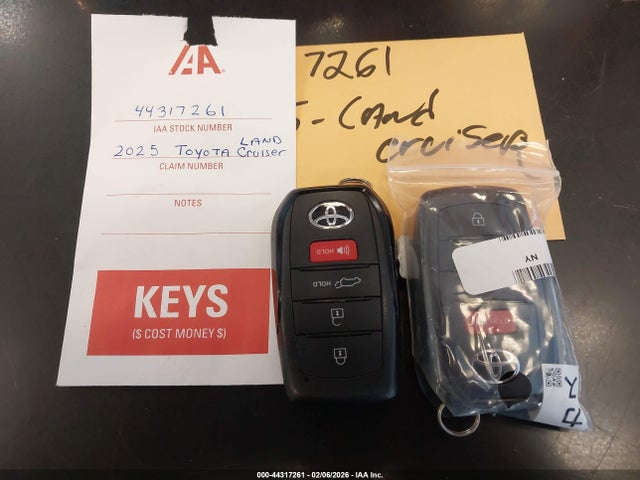 IAA
44317261
IAA STOCK NUMBER
2025 TOYOTA LAND Cruiser
CLAIM NUMBER
NOTES
KEYS
($ COST MONEY $)
7261
- Land
cruiser
HOLD
HOLD
NY
000-44317261 - 02/06/2026 - IAA Inc.